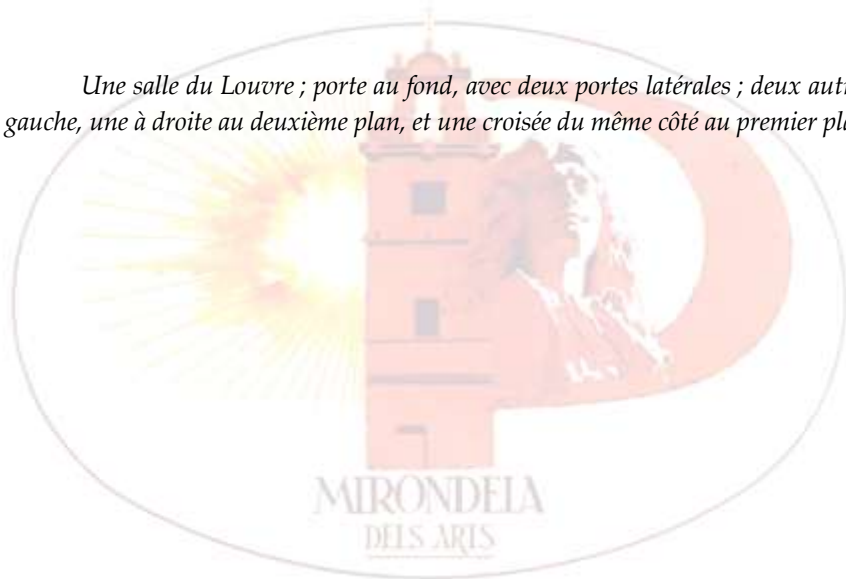 Une salle du Louvre ; porte au fond, avec deux portes latérales ; deux autr
gauche, une à droite au deuxième plan, et une croisée du même côté au premier pla
MIRONDELA
DELS ARTS